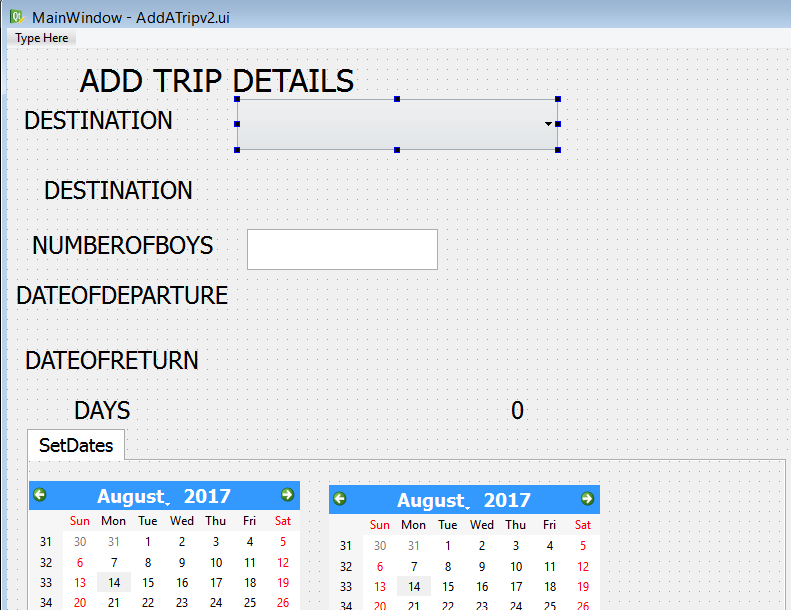 MainWindow - AddATripv2.ui
Type Here
ADD TRIP DETAILS
DESTINATION
DESTINATION
NUMBEROFBOYS
DATEOFDEPARTURE
DATEOFRETURN
DAYS 0
SetDates
August, 2017 August, 2017
Sun Mon Tue Wed Thu Fri Sat Sun Mon Tue Wed Thu Fri Sat
31 30 31 1 2 3 4 5 31 30 31 1 2 3 4 5
32 6 7 8 9 10 11 12 32 6 7 8 9 10 11 12
33 13 14 15 16 17 18 19 33 13 14 15 16 17 18 19
34 20 21 22 23 24 25 26 34 20 21 22 23 24 25 26